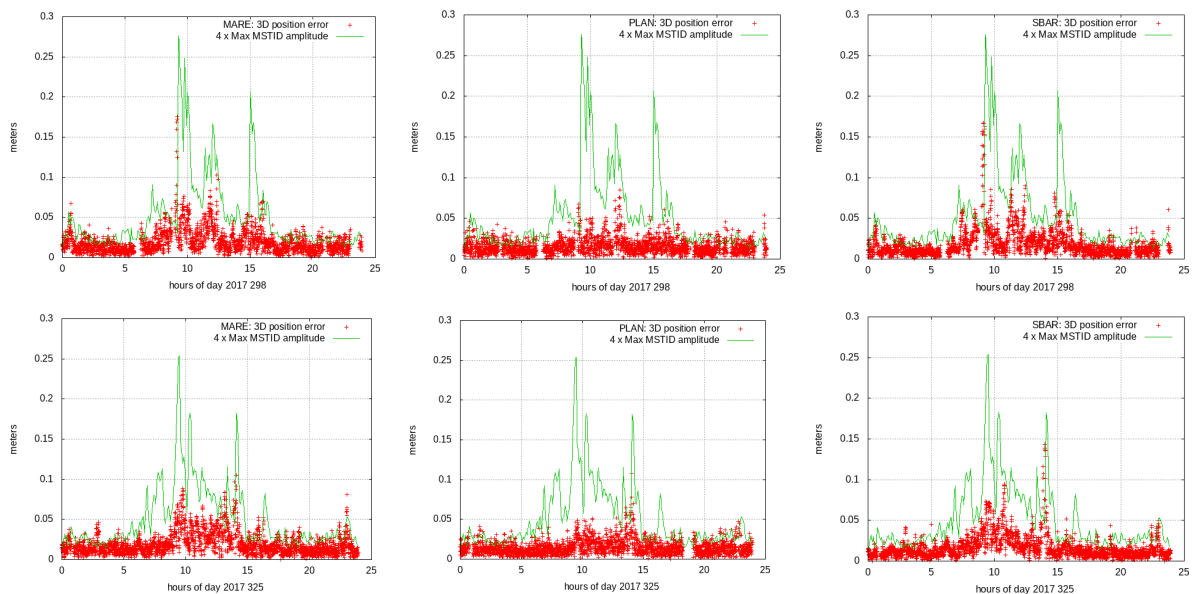 MARE: 3D position error
4 x Max MSTID amplitude
0.3
0.25
0.2
0.15
0.1
0.05
0
meters
0 5 10 15 20 25
hours of day 2017 298
PLAN: 3D position error
4 x Max MSTID amplitude
0.3
0.25
0.2
0.15
0.1
0.05
0
meters
0 5 10 15 20 25
hours of day 2017 298
SBAR: 3D position error
4 x Max MSTID amplitude
0.3
0.25
0.2
0.15
0.1
0.05
0
meters
0 5 10 15 20 25
hours of day 2017 298
MARE: 3D position error
4 x Max MSTID amplitude
0.3
0.25
0.2
0.15
0.1
0.05
0
meters
0 5 10 15 20 25
hours of day 2017 325
PLAN: 3D position error
4 x Max MSTID amplitude
0.3
0.25
0.2
0.15
0.1
0.05
0
meters
0 5 10 15 20 25
hours of day 2017 325
SBAR: 3D position error
4 x Max MSTID amplitude
0.3
0.25
0.2
0.15
0.1
0.05
0
meters
0 5 10 15 20 25
hours of day 2017 325